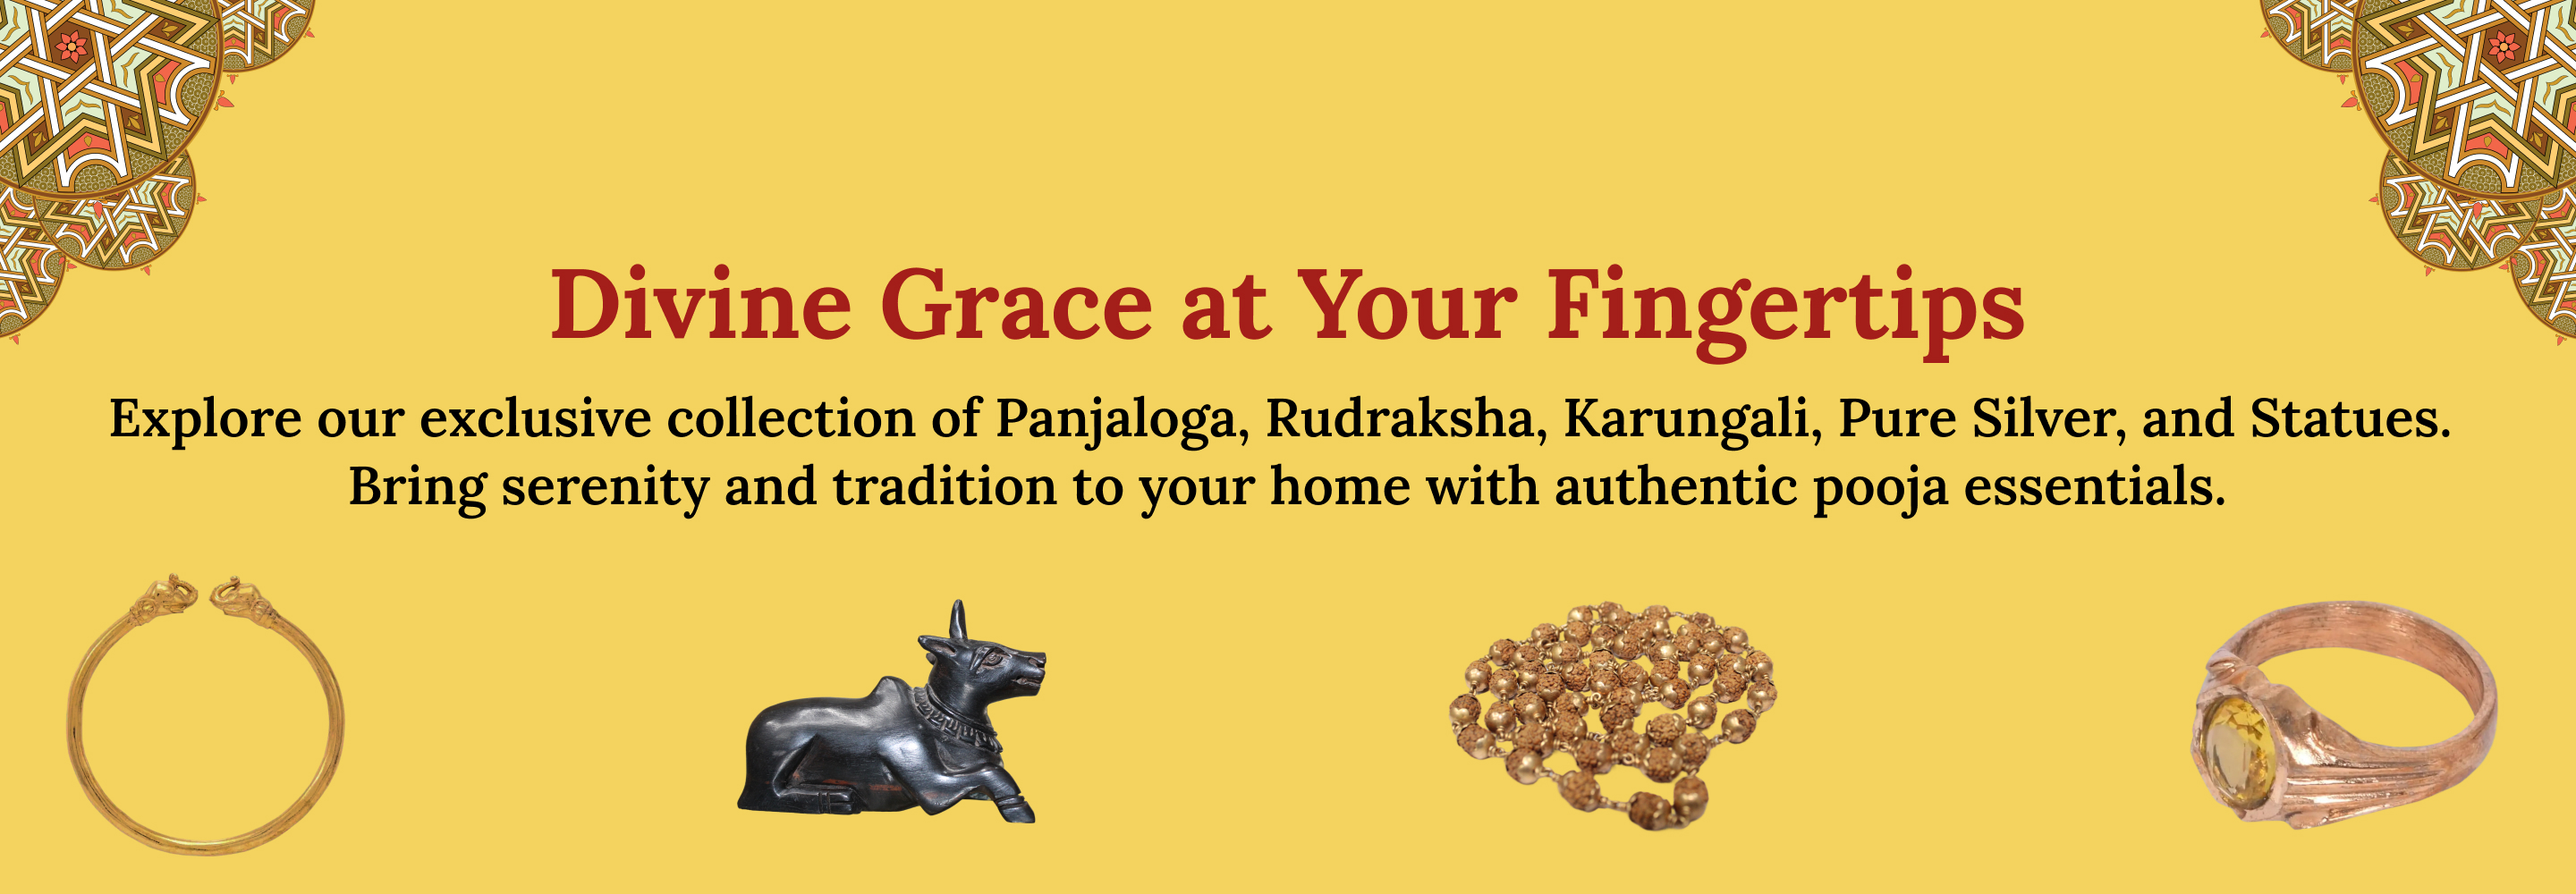 Divine Grace at Your Fingertips
Explore our exclusive collection of Panjaloga, Rudraksha, Karungali, Pure Silver, and Statues.
Bring serenity and tradition to your home with authentic pooja essentials.